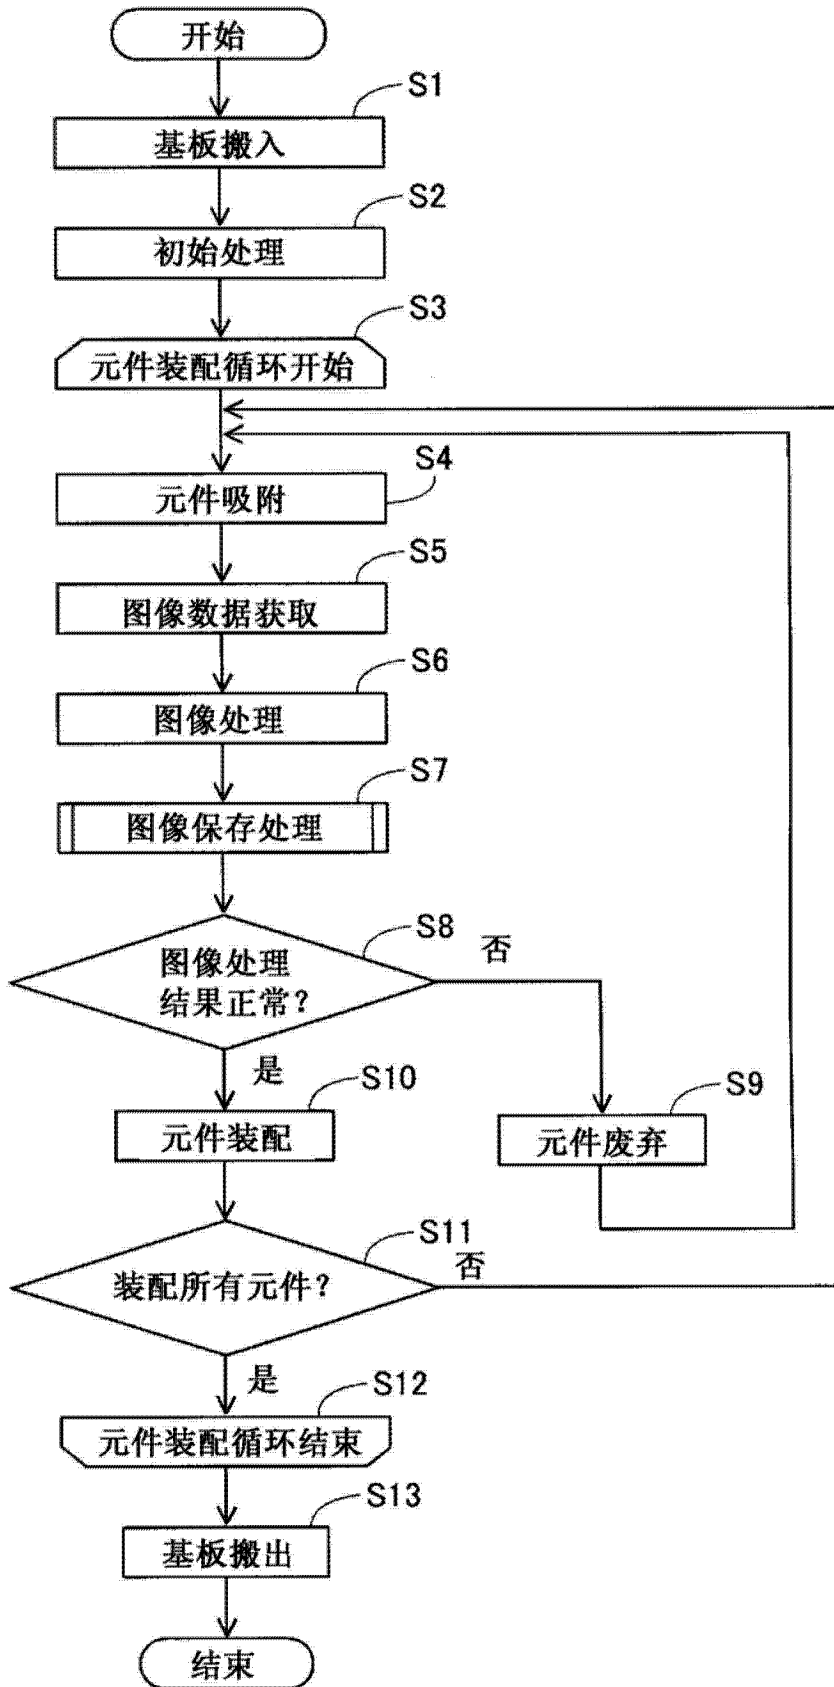 开始
S1
基板搬入
S2
初始处理
S3
元件装配循环开始
S4
元件吸附
S5
图像数据获取
S6
图像处理
S7
图像保存处理
S8
否
图像处理
结果正常?
是
S10
S9
元件装配
元件废弃
S11
否
装配所有元件?
是
S12
元件装配循环结束
S13
基板搬出
结束